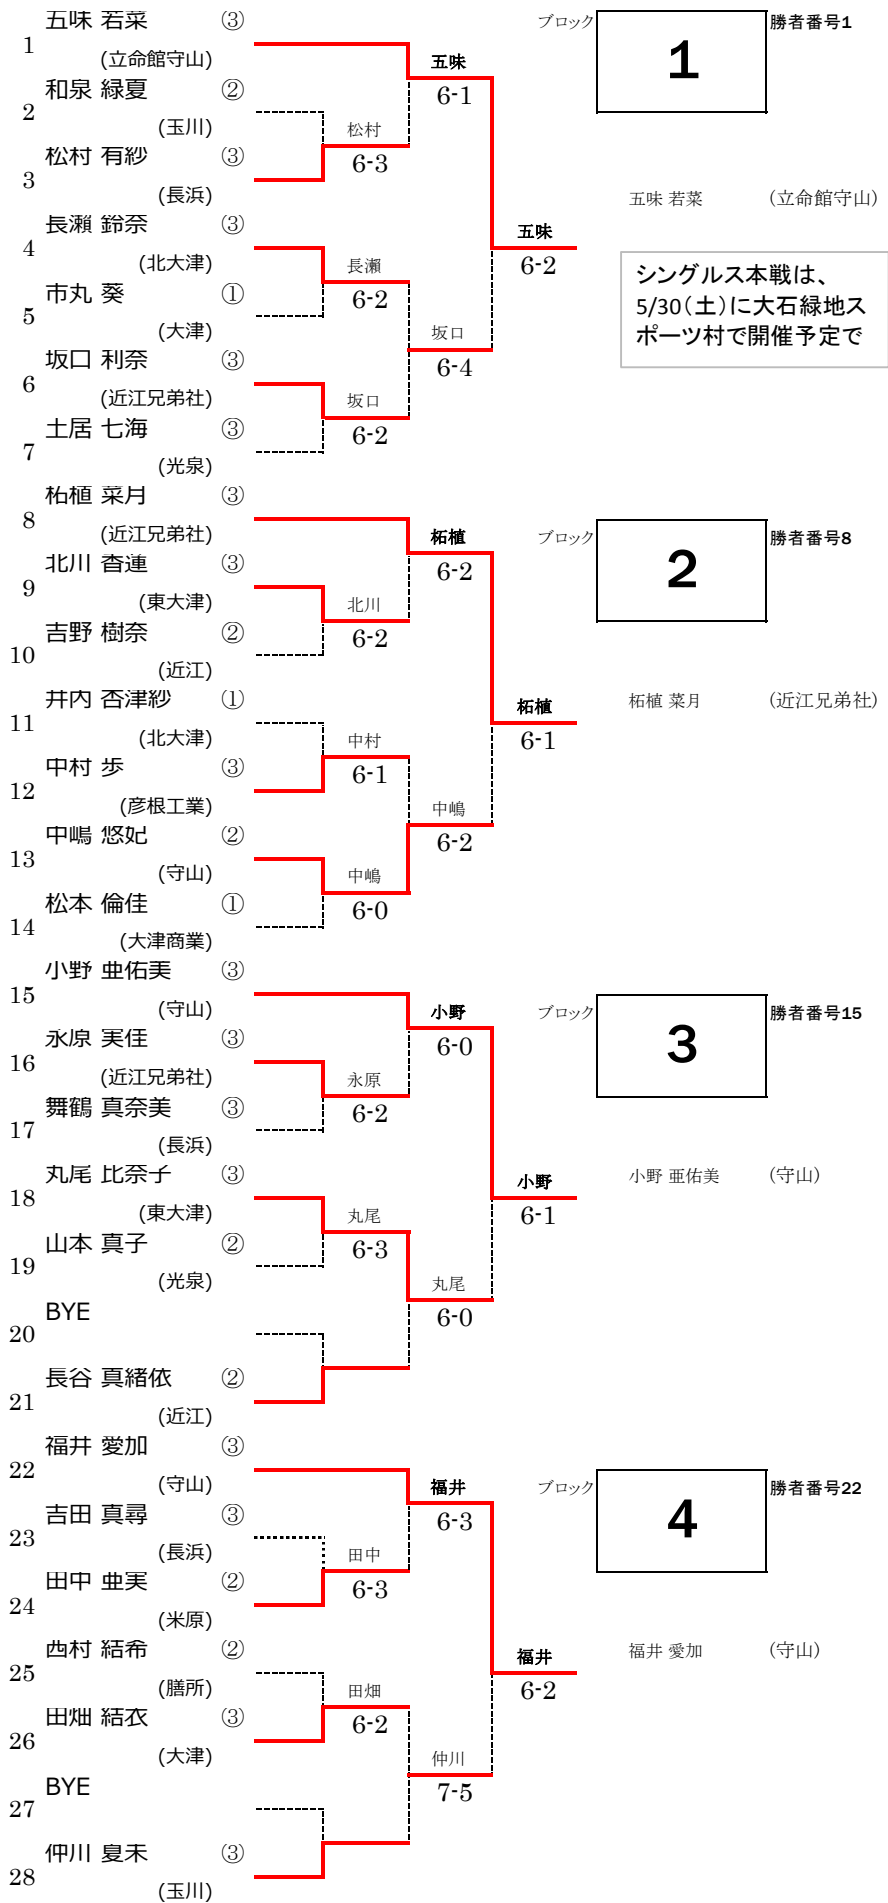 五味 若菜 ③
1
(立命館守山)
五味
6-1
ブロック
1
勝者番号1
和泉 緑夏 ②
2
(玉川)
松村
6-3
松村 有紗 ③
3
(長浜)
五味 若菜 (立命館守山)
長瀬 鈴奈 ③
4
(北大津)
五味
6-2
長瀬
6-2
シングルス本戦は、
5/30(土)に大石緑地ス
ポーツ村で開催予定で
市丸 葵 ①
5
(大津)
坂口
6-4
坂口 利奈 ③
6
(近江兄弟社)
坂口
6-2
土居 七海 ③
7
(光泉)
柘植 菜月 ③
8
(近江兄弟社)
柘植
6-2
ブロック
2
勝者番号8
北川 杏蓮 ③
9
(東大津)
北川
6-2
吉野 樹奈 ②
10
(近江)
井内 杏津紗 ①
11
(北大津)
柘植
6-1
柘植 菜月 (近江兄弟社)
中村
6-1
中村 歩 ③
12
(彦根工業)
中嶋
6-2
中嶋 悠妃 ②
13
(守山)
中嶋
6-0
松本 倫佳 ①
14
(大津商業)
小野 亜佑美 ③
15
(守山)
小野
6-0
ブロック
3
勝者番号15
永原 実佳 ③
16
(近江兄弟社)
永原
6-2
舞鶴 真奈美 ③
17
(長浜)
丸尾 比奈子 ③
18
(東大津)
小野
6-1
小野 亜佑美 (守山)
丸尾
6-3
山本 真子 ②
19
(光泉)
丸尾
6-0
BYE
20
長谷 真緒依 ②
21
(近江)
福井 愛加 ③
22
(守山)
福井
6-3
ブロック
4
勝者番号22
吉田 真尋 ③
23
(長浜)
田中
6-3
田中 亜実 ②
24
(米原)
西村 結希 ②
25
(膳所)
福井
6-2
福井 愛加 (守山)
田畑
6-2
田畑 結衣 ③
26
(大津)
仲川
7-5
BYE
27
仲川 夏未 ③
28
(玉川)